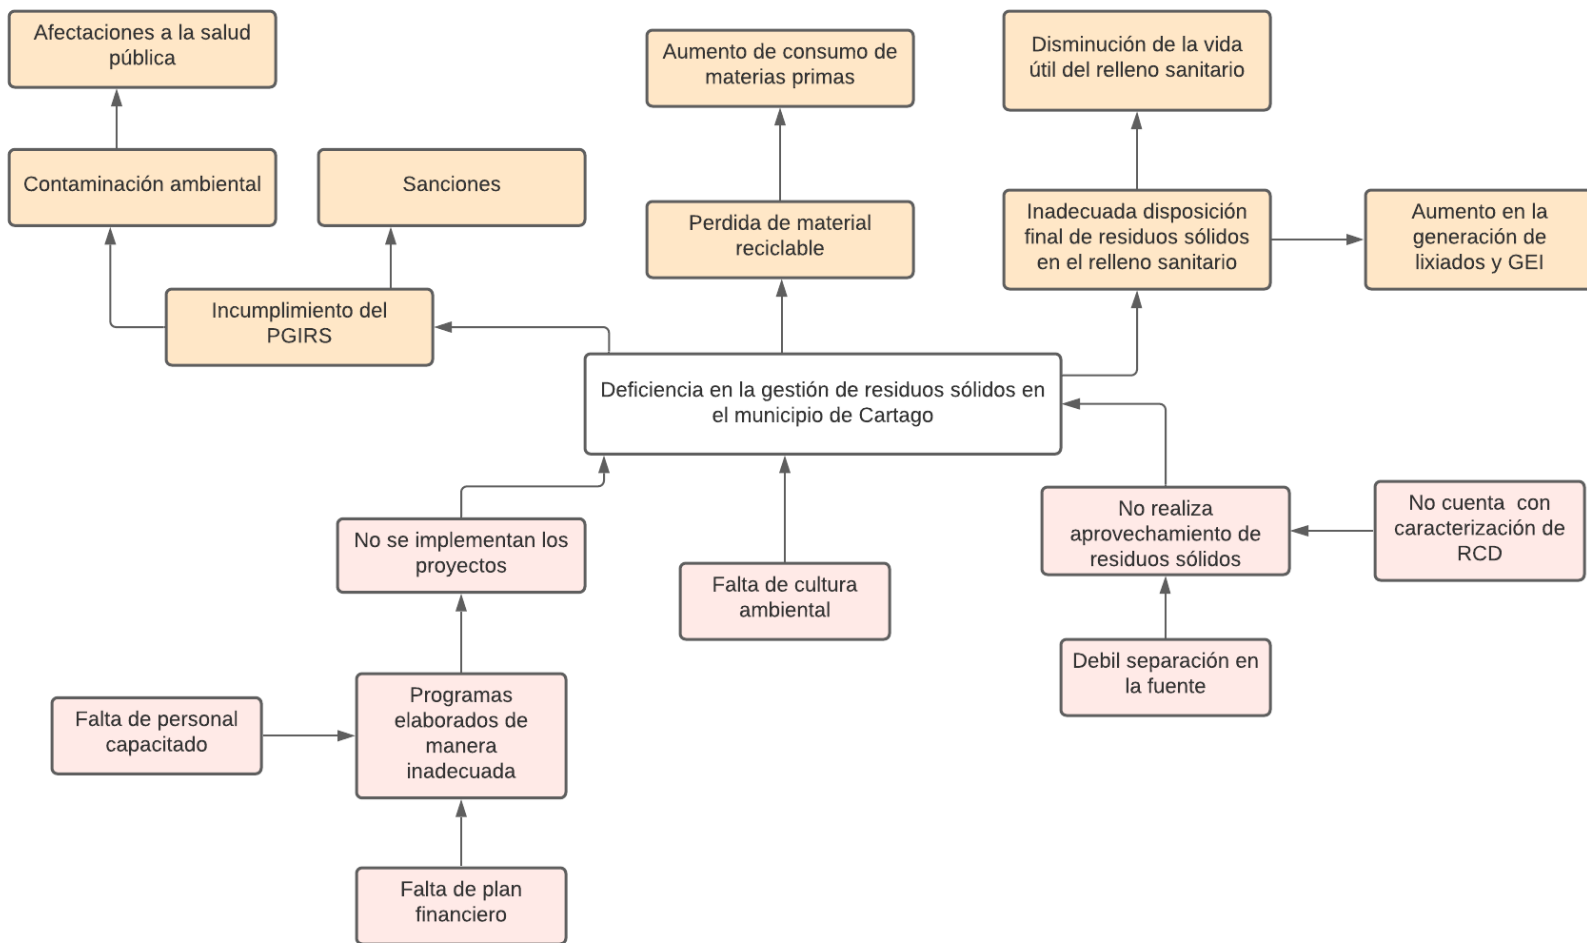 Afectaciones a la salud
pública
Aumento de consumo de
materias primas
Disminución de la vida
útil del relleno sanitario
Contaminación ambiental
Sanciones
Perdida de material
reciclable
Inadecuada disposición
final de residuos sólidos
en el relleno sanitario
Aumento en la
generación de
lixiados y GEI
Incumplimiento del
PGIRS
Deficiencia en la gestión de residuos sólidos en
el municipio de Cartago
No se implementan los
proyectos
Falta de cultura
ambiental
No realiza
aprovechamiento de
residuos sólidos
No cuenta  con
caracterización de
RCD
Debil separación en
la fuente
Falta de personal
capacitado
Programas
elaborados de
manera
inadecuada
Falta de plan
financiero